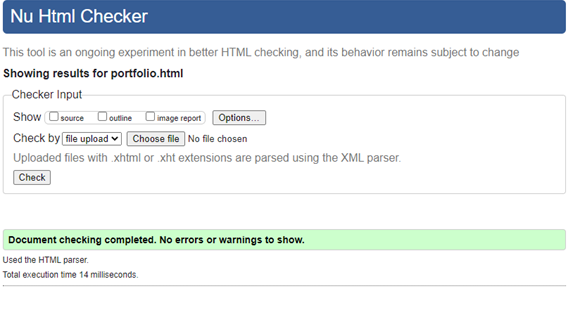 Nu Html Checker
This tool is an ongoing experiment in better HTML checking, and its behavior remains subject to change
Showing results for portfolio.html
Checker Input
Show source outline image report Options...
Check by file upload Choose file No file chosen
Uploaded files with .xhtml or .xht extensions are parsed using the XML parser.
Check
Document checking completed. No errors or warnings to show.
Used the HTML parser.
Total execution time 14 milliseconds.